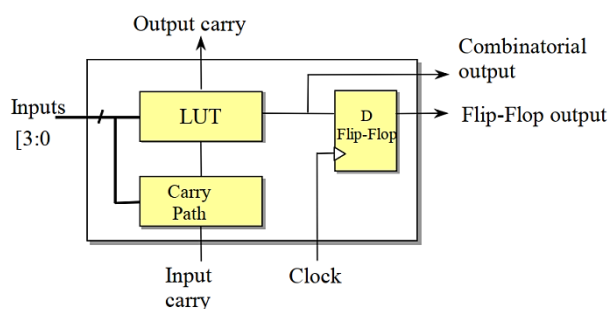 Output carry
Combinatorial
output
Inputs
[3:0
LUT
D
Flip-Flop
Flip-Flop output
Carry
Path
Input
carry
Clock